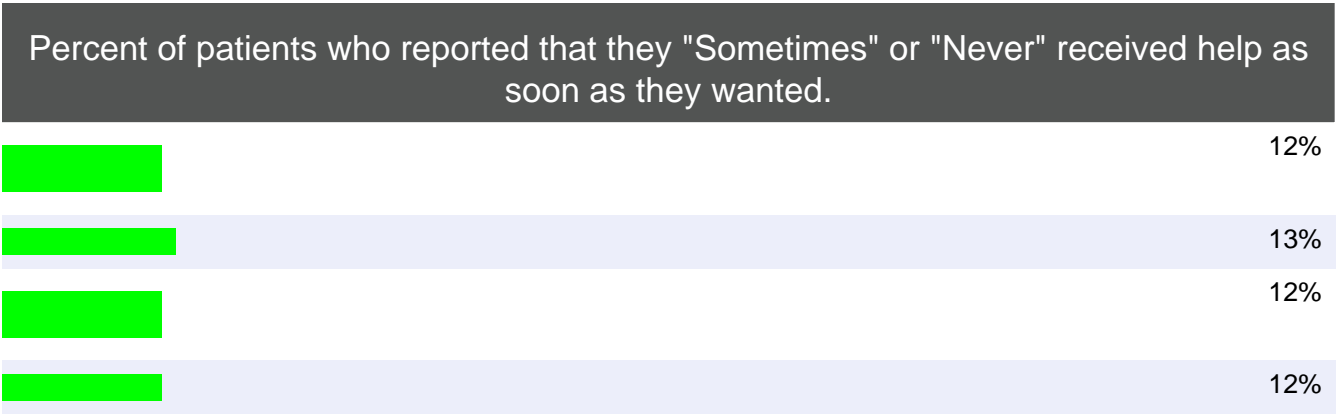 Percent of patients who reported that they "Sometimes" or "Never" received help as
soon as they wanted.
12%
13%
12%
12%